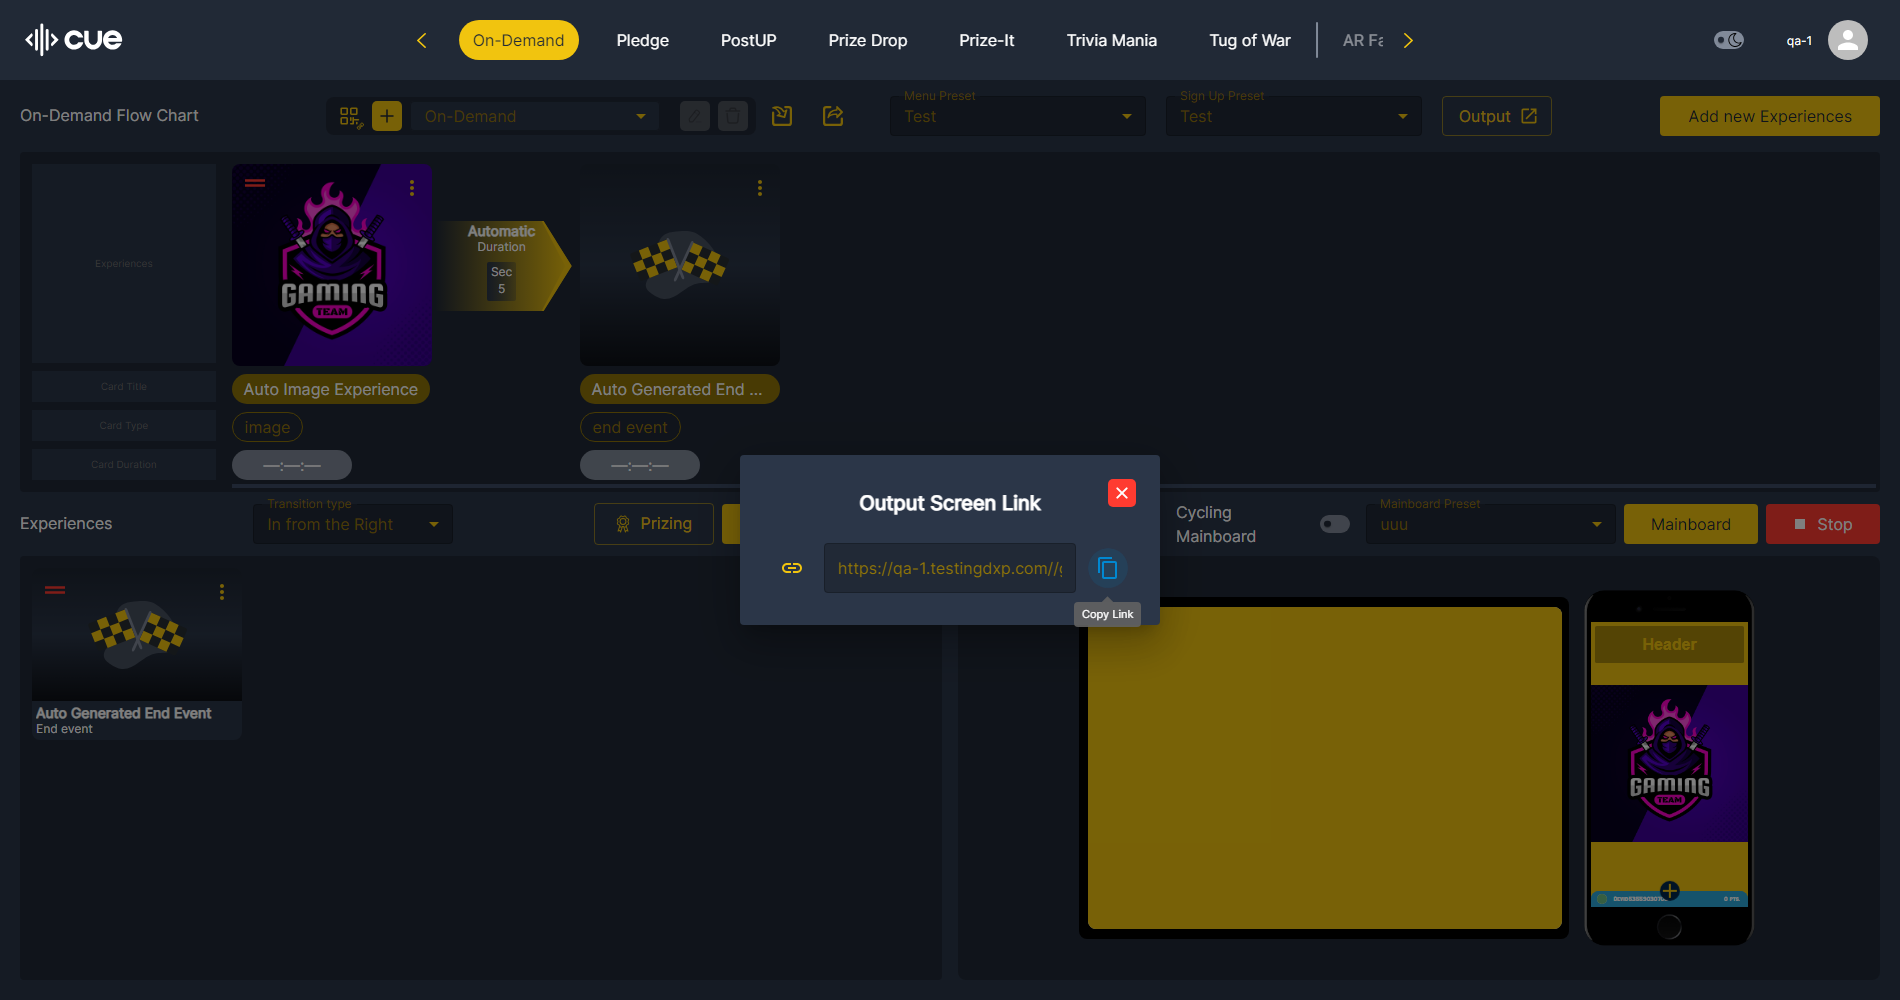 cue
On-Demand
Pledge
PostUP
Prize Drop
Prize-It
Trivia Mania
Tug of War
AR Fa
qa-1
On-Demand Flow Chart
On-Demand
Menu Preset
Test
Sign Up Preset
Test
Output
Add new Experiences
Experiences
GAMING
TEAM
Automatic
Duration
Sec
5
Card Title
Auto Image Experience
Auto Generated End ...
Card Type
image
end event
Card Duration
—:—:—
—:—:—
Experiences
Transition type
In from the Right
Prizing
Output Screen Link
https://qa-1.testingdxp.com//g
Copy Link
Cycling
Mainboard
Mainboard Preset
uuu
Mainboard
Stop
Auto Generated End Event
End event
Header
GAMING
TEAM
0 PTS.